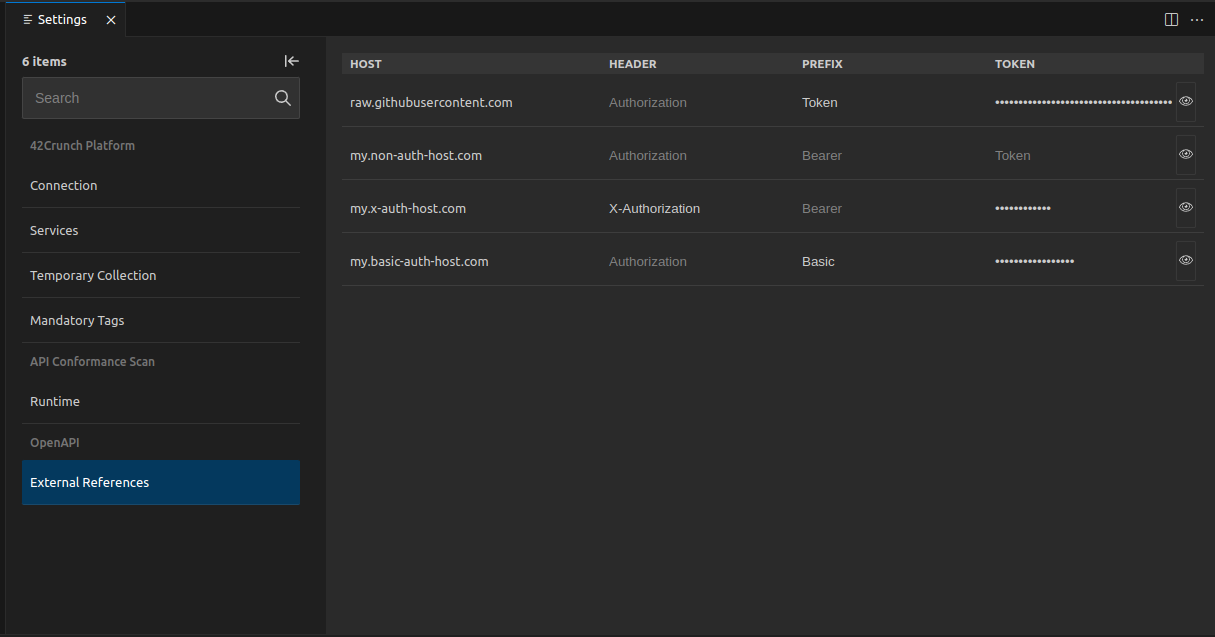 Settings
6 items
Search
42Crunch Platform
Connection
Services
Temporary Collection
Mandatory Tags
API Conformance Scan
Runtime
OpenAPI
External References
HOST HEADER PREFIX TOKEN
raw.githubusercontent.com Authorization Token
my.non-auth-host.com Authorization Bearer Token
my.x-auth-host.com X-Authorization Bearer
my.basic-auth-host.com Authorization Basic